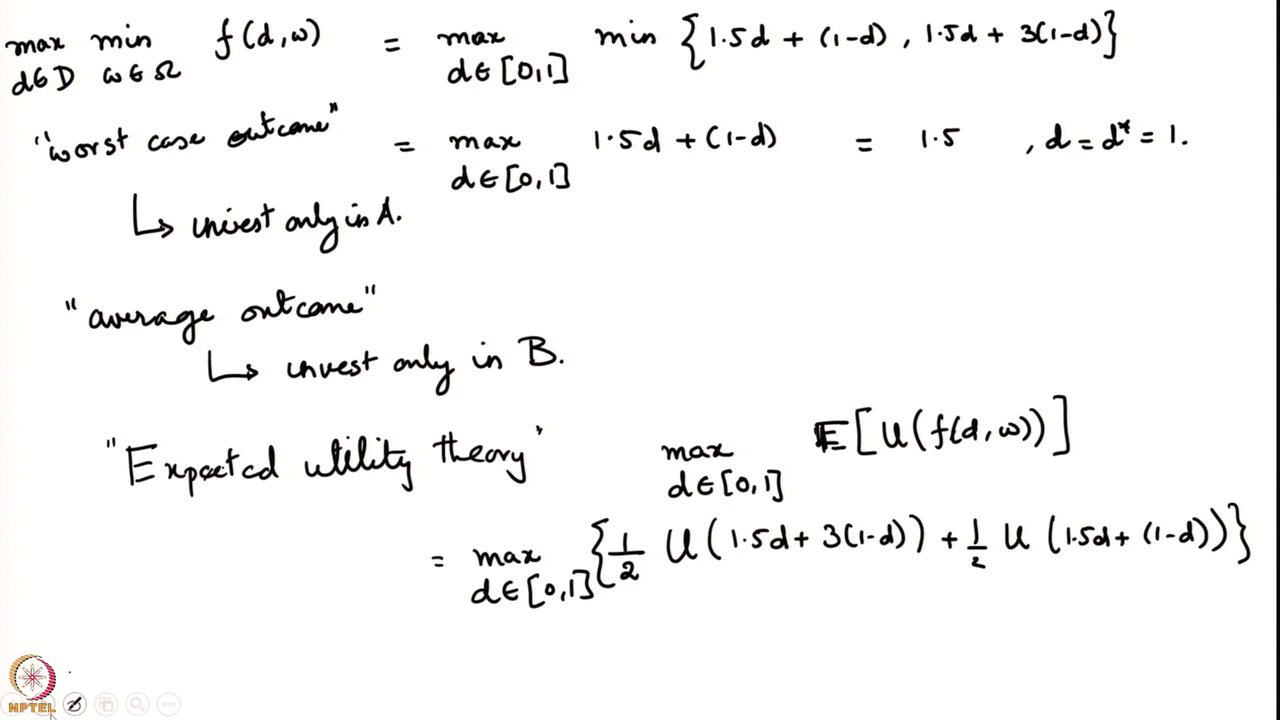 max min f(d,ω) = max min {1.5d + (1-d), 1.5d + 3(1-d)}
d∈D ω∈Ω d∈[0,1]
"worst case outcome" = max 1.5d + (1-d) = 1.5 , d = d* = 1.
d∈[0,1]
↳ invest only in A.
"average outcome"
↳ invest only in B.
"Expected utility theory" max E[U(f(d,ω))]
d∈[0,1]
= max {1/2 U(1.5d + 3(1-d)) + 1/2 U(1.5d + (1-d))}
d∈[0,1]
NPTEL